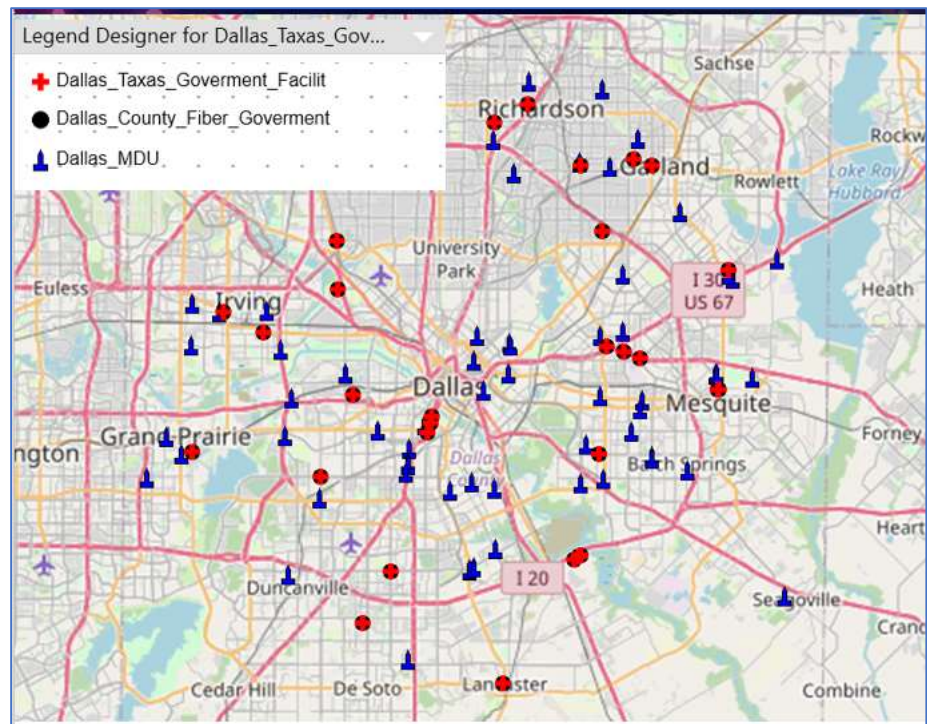 Legend Designer for Dallas_Taxas_Gov...
Dallas_Taxas_Goverment_Facilit
Dallas_County_Fiber_Goverment
Dallas_MDU
Sachse
Richardson
Rockw
Garland
Rowlett
Lake Ray
Hubbard
University
Park
Euless
Irving
I 30
US 67
Heath
Dallas
Mesquite
Grand Prairie
ngton
Forney
Dallas
County
Balch Springs
Heart
I 20
Duncanville
Seagoville
Cranc
Cedar Hill
De Soto
Lancaster
Combine